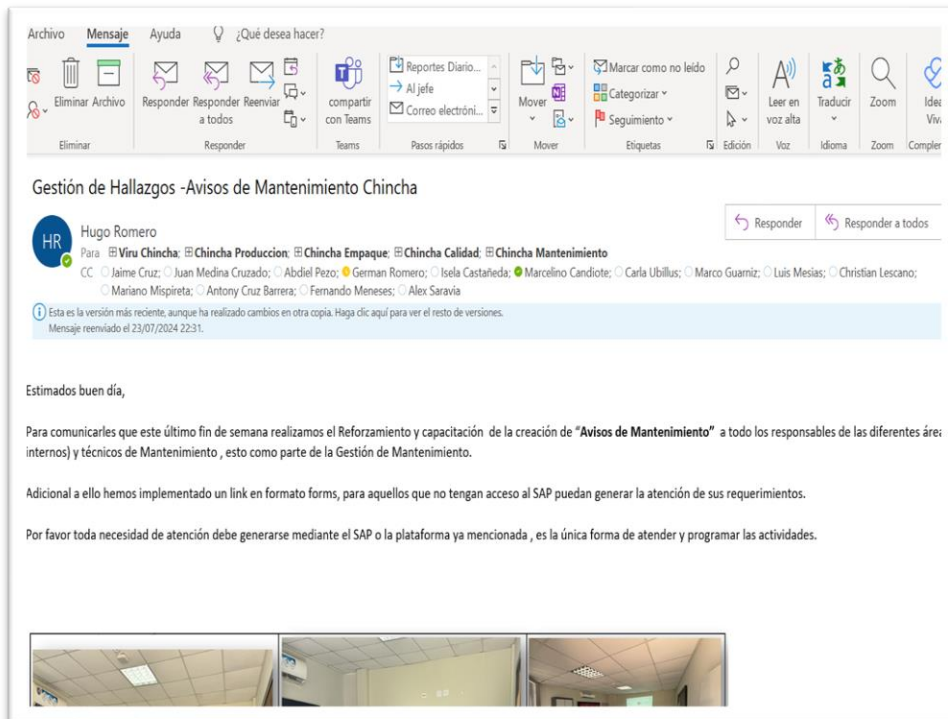 Archivo Mensaje Ayuda ¿Qué desea hacer?
Eliminar Archivo Responder Responder a todos Reenviar compartir con Teams
Reportes Diario...
Al jefe
Correo electróni...
Mover
Marcar como no leído
Categorizar
Seguimiento
Leer en voz alta Traducir Zoom
Eliminar Responder Teams Pasos rápidos Mover Etiquetas Edición Voz Idioma Zoom
Gestión de Hallazgos -Avisos de Mantenimiento Chincha
Responder Responder a todos
HR
Hugo Romero
Para Viru Chincha; Chincha Produccion; Chincha Empaque; Chincha Calidad; Chincha Mantenimiento
CC Jaime Cruz; Juan Medina Cruzado; Abdiel Pezo; German Romero; Isela Castañeda; Marcelino Candiote; Carla Ubillus; Marco Guarniz; Luis Mesias; Christian Lescano;
Mariano Mispireta; Antony Cruz Barrera; Fernando Meneses; Alex Saravia
Esta es la versión más reciente, aunque ha realizado cambios en otra copia. Haga clic aquí para ver el resto de versiones.
Mensaje reenviado el 23/07/2024 22:31.
Estimados buen día,
Para comunicarles que este último fin de semana realizamos el Reforzamiento y capacitación de la creación de "Avisos de Mantenimiento" a todo los responsables de las diferentes área
internos) y técnicos de Mantenimiento , esto como parte de la Gestión de Mantenimiento.
Adicional a ello hemos implementado un link en formato forms, para aquellos que no tengan acceso al SAP puedan generar la atención de sus requerimientos.
Por favor toda necesidad de atención debe generarse mediante el SAP o la plataforma ya mencionada , es la única forma de atender y programar las actividades.